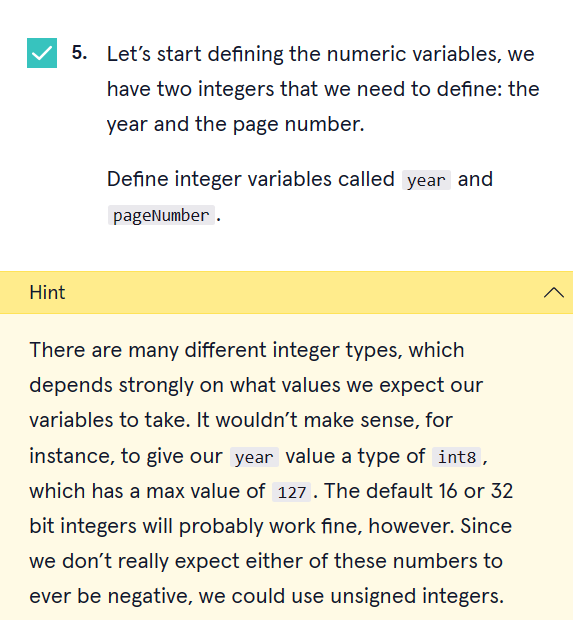 5. Let’s start defining the numeric variables, we
have two integers that we need to define: the
year and the page number.
Define integer variables called year and
pageNumber.
Hint
There are many different integer types, which
depends strongly on what values we expect our
variables to take. It wouldn’t make sense, for
instance, to give our year value a type of int8,
which has a max value of 127. The default 16 or 32
bit integers will probably work fine, however. Since
we don’t really expect either of these numbers to
ever be negative, we could use unsigned integers.